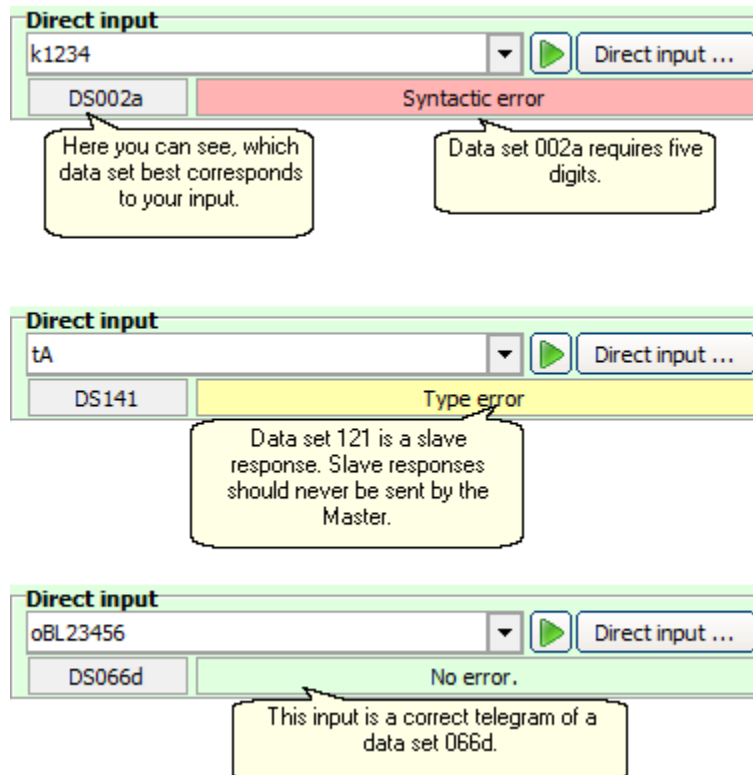 Direct input
k1234
Direct input ...
DS002a
Syntactic error
Here you can see, which
data set best corresponds
to your input.
Data set 002a requires five
digits.
Direct input
tA
Direct input ...
DS141
Type error
Data set 121 is a slave
response. Slave responses
should never be sent by the
Master.
Direct input
oBL23456
Direct input ...
DS066d
No error.
This input is a correct telegram of a
data set 066d.